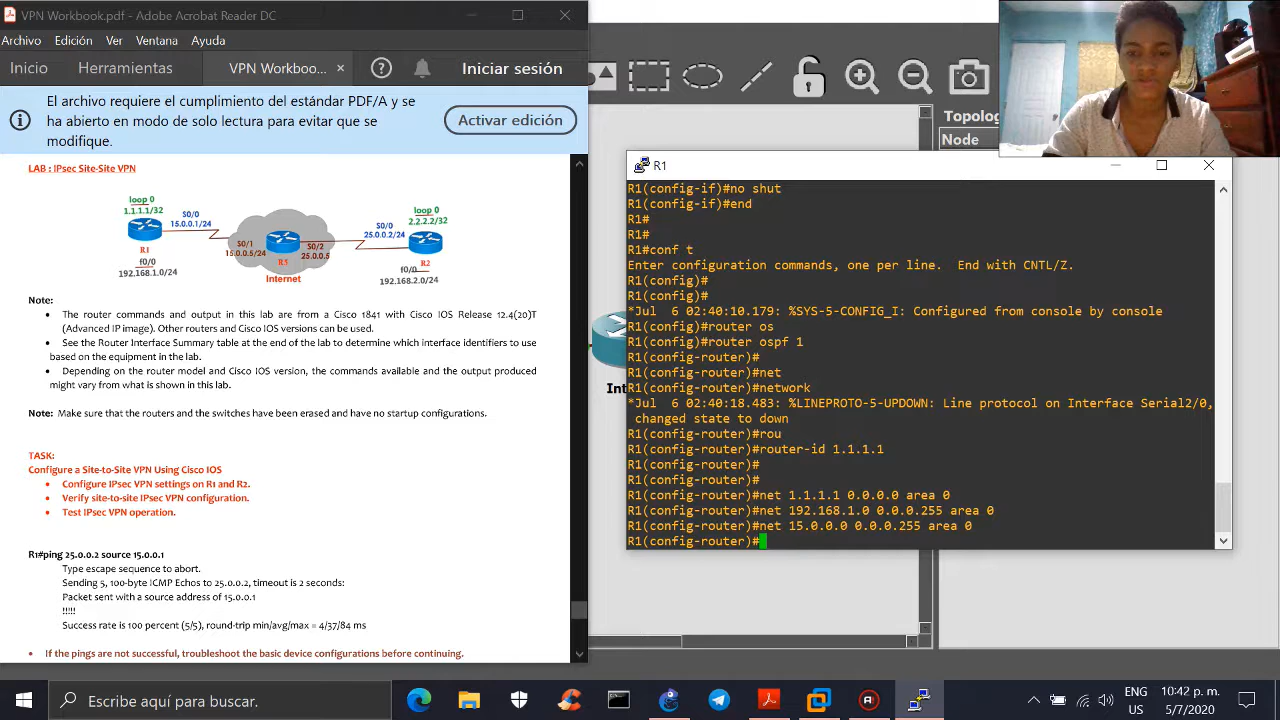 VPN Workbook.pdf - Adobe Acrobat Reader DC
Archivo Edición Ver Ventana Ayuda
Inicio Herramientas VPN Workboo... × Iniciar sesión
El archivo requiere el cumplimiento del estándar PDF/A y se
ha abierto en modo de solo lectura para evitar que se
modifique.
Activar edición
LAB : IPsec Site-Site VPN
loop 0
1.1.1.1/32
S0/0
15.0.0.1/24
R1
f0/0
192.168.1.0/24
S0/1
15.0.0.5/24
R5
Internet
S0/2
25.0.0.5
S0/0
25.0.0.2/24
loop 0
2.2.2.2/32
R2
f0/0
192.168.2.0/24
Note:
• The router commands and output in this lab are from a Cisco 1841 with Cisco IOS Release 12.4(20)T
(Advanced IP image). Other routers and Cisco IOS versions can be used.
• See the Router Interface Summary table at the end of the lab to determine which interface identifiers to use
based on the equipment in the lab.
• Depending on the router model and Cisco IOS version, the commands available and the output produced
might vary from what is shown in this lab.
Note: Make sure that the routers and the switches have been erased and have no startup configurations.
TASK:
Configure a Site-to-Site VPN Using Cisco IOS
• Configure IPsec VPN settings on R1 and R2.
• Verify site-to-site IPsec VPN configuration.
• Test IPsec VPN operation.
R1#ping 25.0.0.2 source 15.0.0.1
Type escape sequence to abort.
Sending 5, 100-byte ICMP Echos to 25.0.0.2, timeout is 2 seconds:
Packet sent with a source address of 15.0.0.1
!!!!!
Success rate is 100 percent (5/5), round-trip min/avg/max = 4/37/84 ms
• If the pings are not successful, troubleshoot the basic device configurations before continuing.
Topolog
Node
Int
R1
R1(config-if)#no shut
R1(config-if)#end
R1#
R1#
R1#conf t
Enter configuration commands, one per line.  End with CNTL/Z.
R1(config)#
R1(config)#
*Jul  6 02:40:10.179: %SYS-5-CONFIG_I: Configured from console by console
R1(config)#router os
R1(config)#router ospf 1
R1(config-router)#
R1(config-router)#net
R1(config-router)#network
*Jul  6 02:40:18.483: %LINEPROTO-5-UPDOWN: Line protocol on Interface Serial2/0,
changed state to down
R1(config-router)#rou
R1(config-router)#router-id 1.1.1.1
R1(config-router)#
R1(config-router)#
R1(config-router)#net 1.1.1.1 0.0.0.0 area 0
R1(config-router)#net 192.168.1.0 0.0.0.255 area 0
R1(config-router)#net 15.0.0.0 0.0.0.255 area 0
R1(config-router)#
Escribe aquí para buscar.
ENG
US
10:42 p. m.
5/7/2020